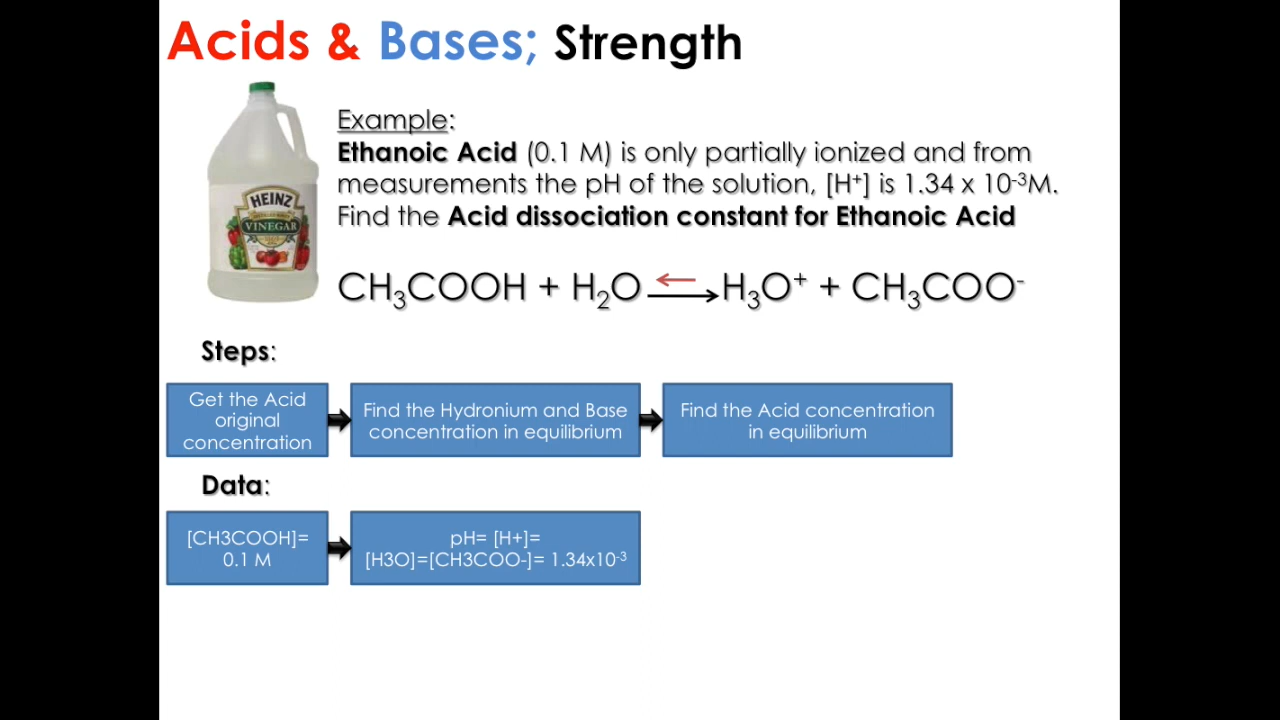 Acids & Bases; Strength
Example:
Ethanoic Acid (0.1 M) is only partially ionized and from
measurements the pH of the solution, [H⁺] is 1.34 x 10⁻³M.
Find the Acid dissociation constant for Ethanoic Acid
HEINZ
VINEGAR
CH₃COOH + H₂O ⇌ H₃O⁺ + CH₃COO⁻
Steps:
Get the Acid
original
concentration
Find the Hydronium and Base
concentration in equilibrium
Find the Acid concentration
in equilibrium
Data:
[CH3COOH]=
0.1 M
pH= [H+]=
[H3O]=[CH3COO-]= 1.34x10⁻³